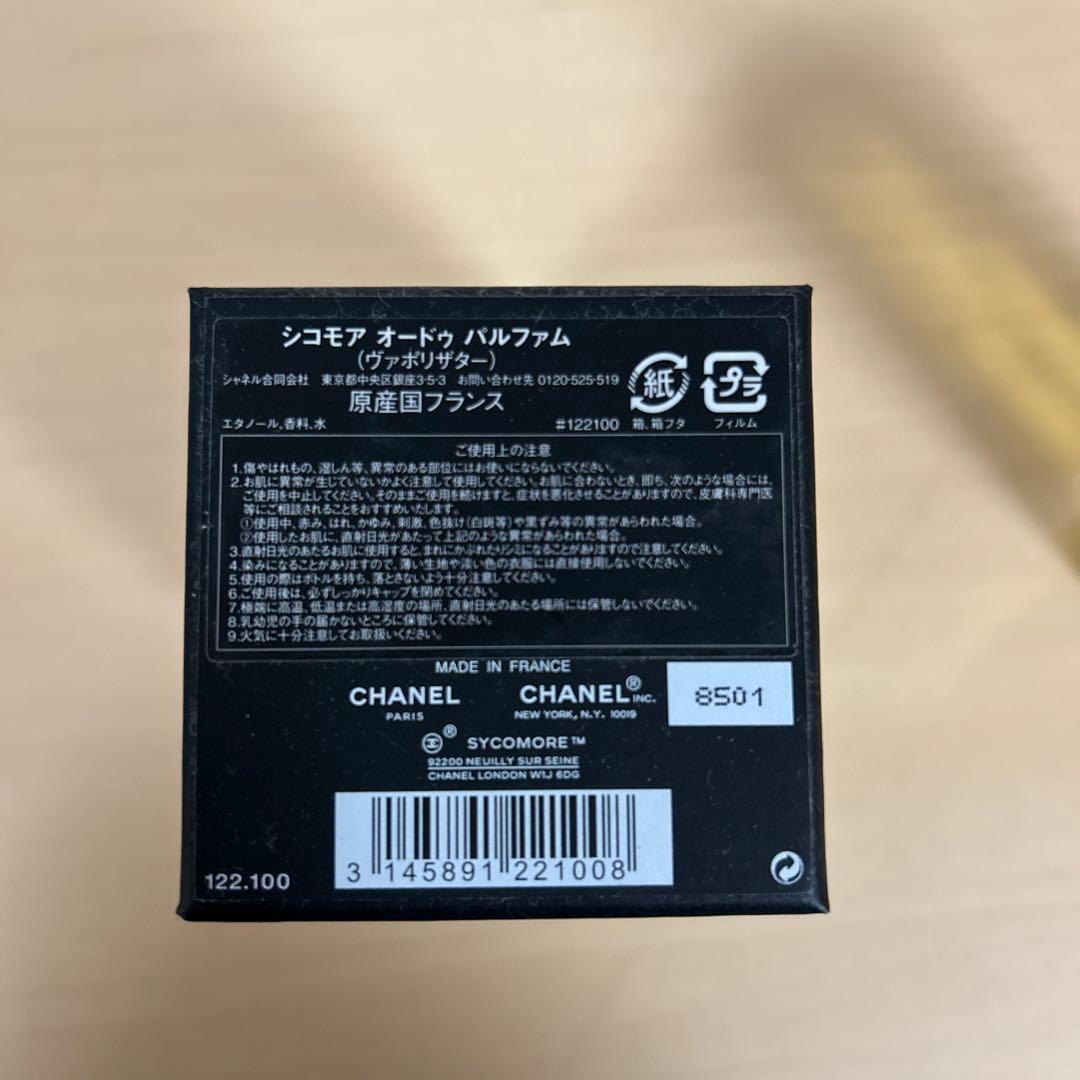 シコモア オードゥ パルファム
(ヴァポリザター)
シャネル合同会社 東京都中央区銀座3-5-3 お問い合わせ先 0120-525-519
原産国フランス
エタノール、香料、水 #122100
紙
箱、箱フタ
プラ
フィルム
ご使用上の注意
1.傷やはれもの、湿しん等、異常のある部位にはお使いにならないでください。
2.お肌に異常が生じていないかよく注意して使用してください。お肌に合わないとき、即ち、次のような場合には、
ご使用を中止してください。そのままご使用を続けますと、症状を悪化させることがありますので、皮膚科専門医
等にご相談されることをおすすめいたします。
①使用中、赤み、はれ、かゆみ、刺激、色抜け(白斑等)や黒ずみ等の異常があらわれた場合。
②使用したお肌に、直射日光があたって上記のような異常があらわれた場合。
3.直射日光のあたるお肌に使用すると、まれにかぶれたりシミになることがありますので注意してください。
4.染みになることがありますので、薄い生地や淡い色の衣服には直接使用しないでください。
5.使用の際はボトルを持ち、落とさないよう十分注意してください。
6.ご使用後は、必ずしっかりキャップを閉めてください。
7.極端に高温、低温または高湿度の場所、直射日光のあたる場所には保管しないでください。
8.乳幼児の手の届かないところに保管してください。
9.火気に十分注意してお取扱いください。
MADE IN FRANCE
CHANEL
PARIS
CHANEL® INC.
NEW YORK, N.Y. 10019
8501
® SYCOMORE™
92200 NEUILLY SUR SEINE
CHANEL LONDON W1J 6DG
3 145891 221008
122.100